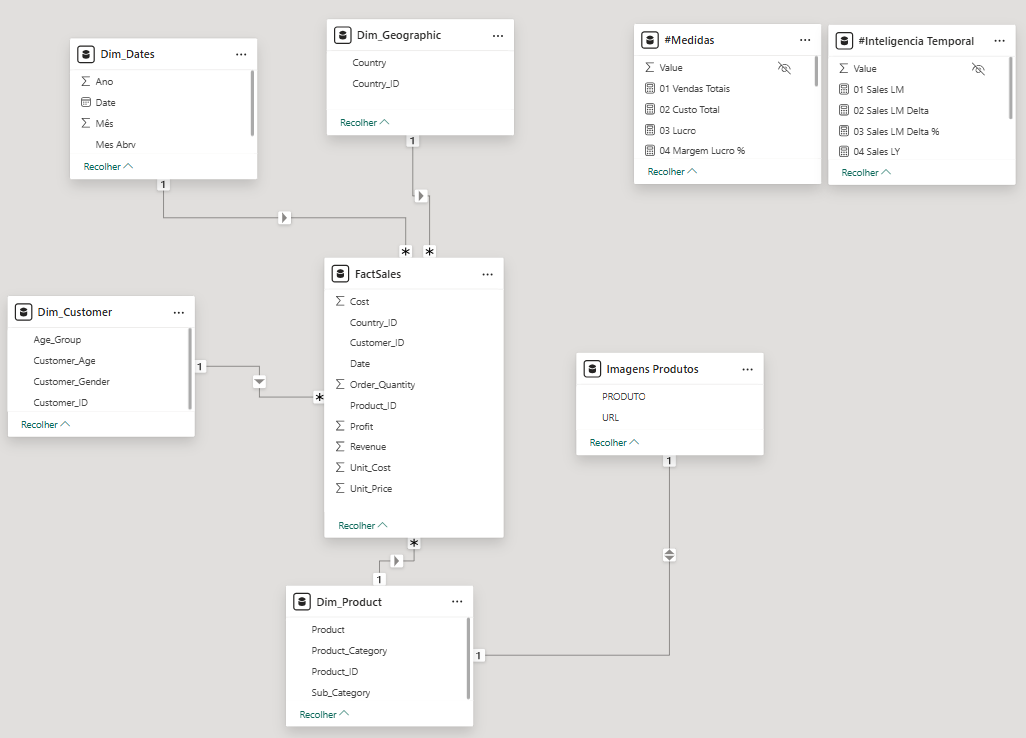 Dim_Dates
Ano
Date
Mês
Mes Abrv
Recolher
1
Dim_Geographic
Country
Country_ID
Recolher
1
#Medidas
Value
01 Vendas Totais
02 Custo Total
03 Lucro
04 Margem Lucro %
Recolher
#Inteligencia Temporal
Value
01 Sales LM
02 Sales LM Delta
03 Sales LM Delta %
04 Sales LY
Recolher
* *
FactSales
Cost
Country_ID
Customer_ID
Date
Order_Quantity
Product_ID
Profit
Revenue
Unit_Cost
Unit_Price
Recolher
*
Dim_Customer
Age_Group
Customer_Age
Customer_Gender
Customer_ID
Recolher
1
*
Imagens Produtos
PRODUTO
URL
Recolher
1
1
Dim_Product
Product
Product_Category
Product_ID
Sub_Category
Recolher
1